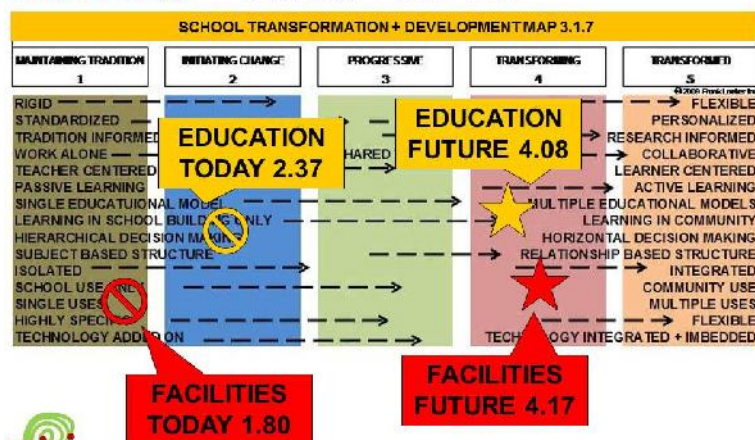 SCHOOL TRANSFORMATION + DEVELOPMENT MAP 3.1.7
MAINTAINING TRADITION
1
INITIATING CHANGE
2
PROGRESSIVE
3
TRANSFORMING
4
TRANSFORMED
5
RIGID FLEXIBLE
STANDARDIZED PERSONALIZED
TRADITION INFORMED RESEARCH INFORMED
WORK ALONE SHARED COLLABORATIVE
TEACHER CENTERED LEARNER CENTERED
PASSIVE LEARNING ACTIVE LEARNING
SINGLE EDUCATIUONAL MODEL MULTIPLE EDUCATIONAL MODELS
LEARNING IN SCHOOL BUILDING ONLY LEARNING IN COMMUNITY
HIERARCHICAL DECISION MAKING HORIZONTAL DECISION MAKING
SUBJECT BASED STRUCTURE RELATIONSHIP BASED STRUCTURE
ISOLATED INTEGRATED
SCHOOL USE ONLY COMMUNITY USE
SINGLE USES MULTIPLE USES
HIGHLY FLEXIBLE
TECHNOLOGY ADDED ON TECHNOLOGY INTEGRATED + IMBEDDED
EDUCATION
TODAY 2.37
EDUCATION
FUTURE 4.08
FACILITIES
TODAY 1.80
FACILITIES
FUTURE 4.17